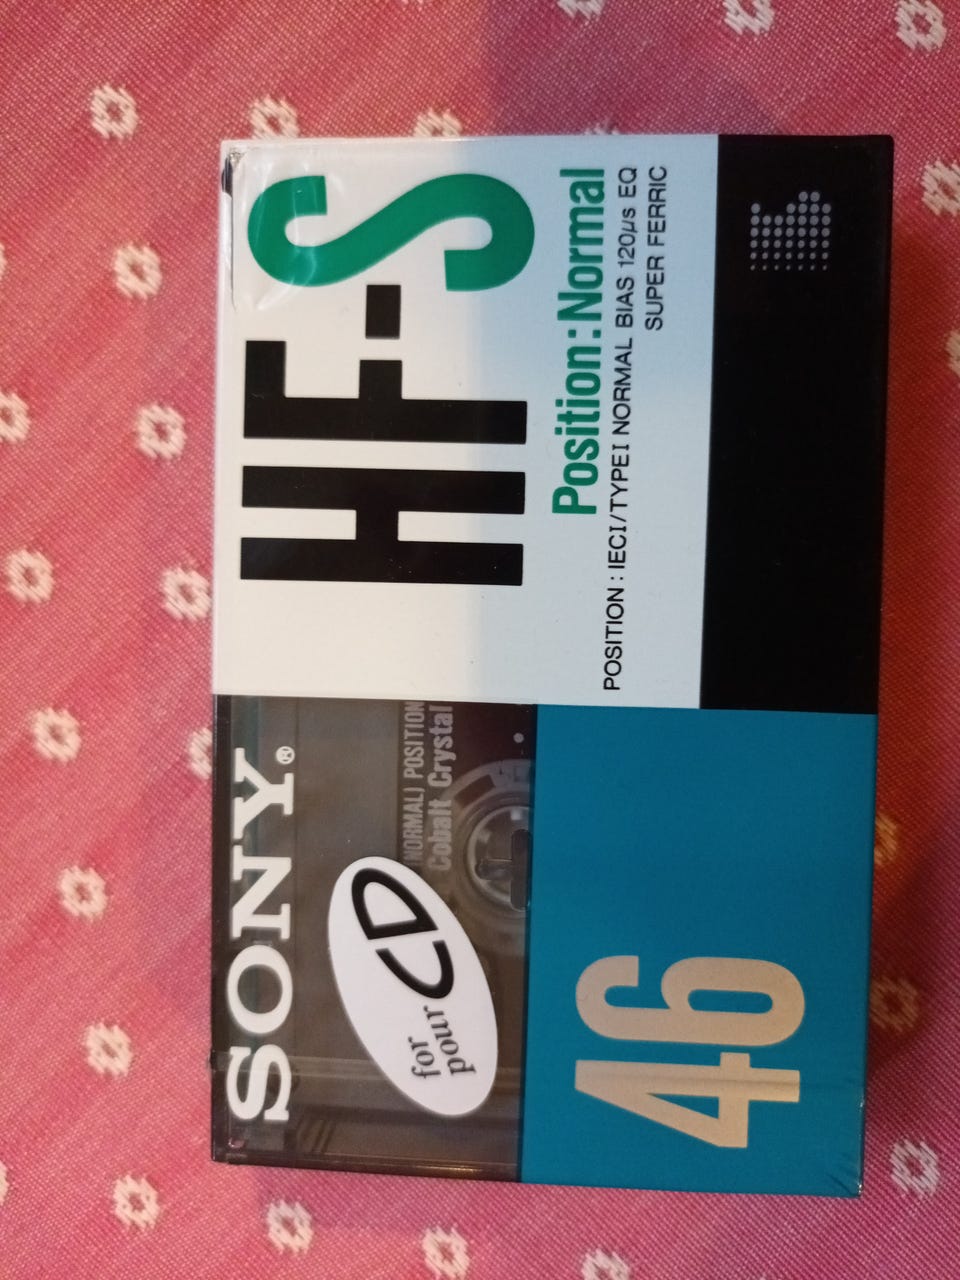 SONY®
HF-S
Position:Normal
POSITION : IECI/TYPE I NORMAL BIAS 120µs EQ
SUPER FERRIC
(NORMAL) POSITION
Cobalt Crystal
for
pour CD
46